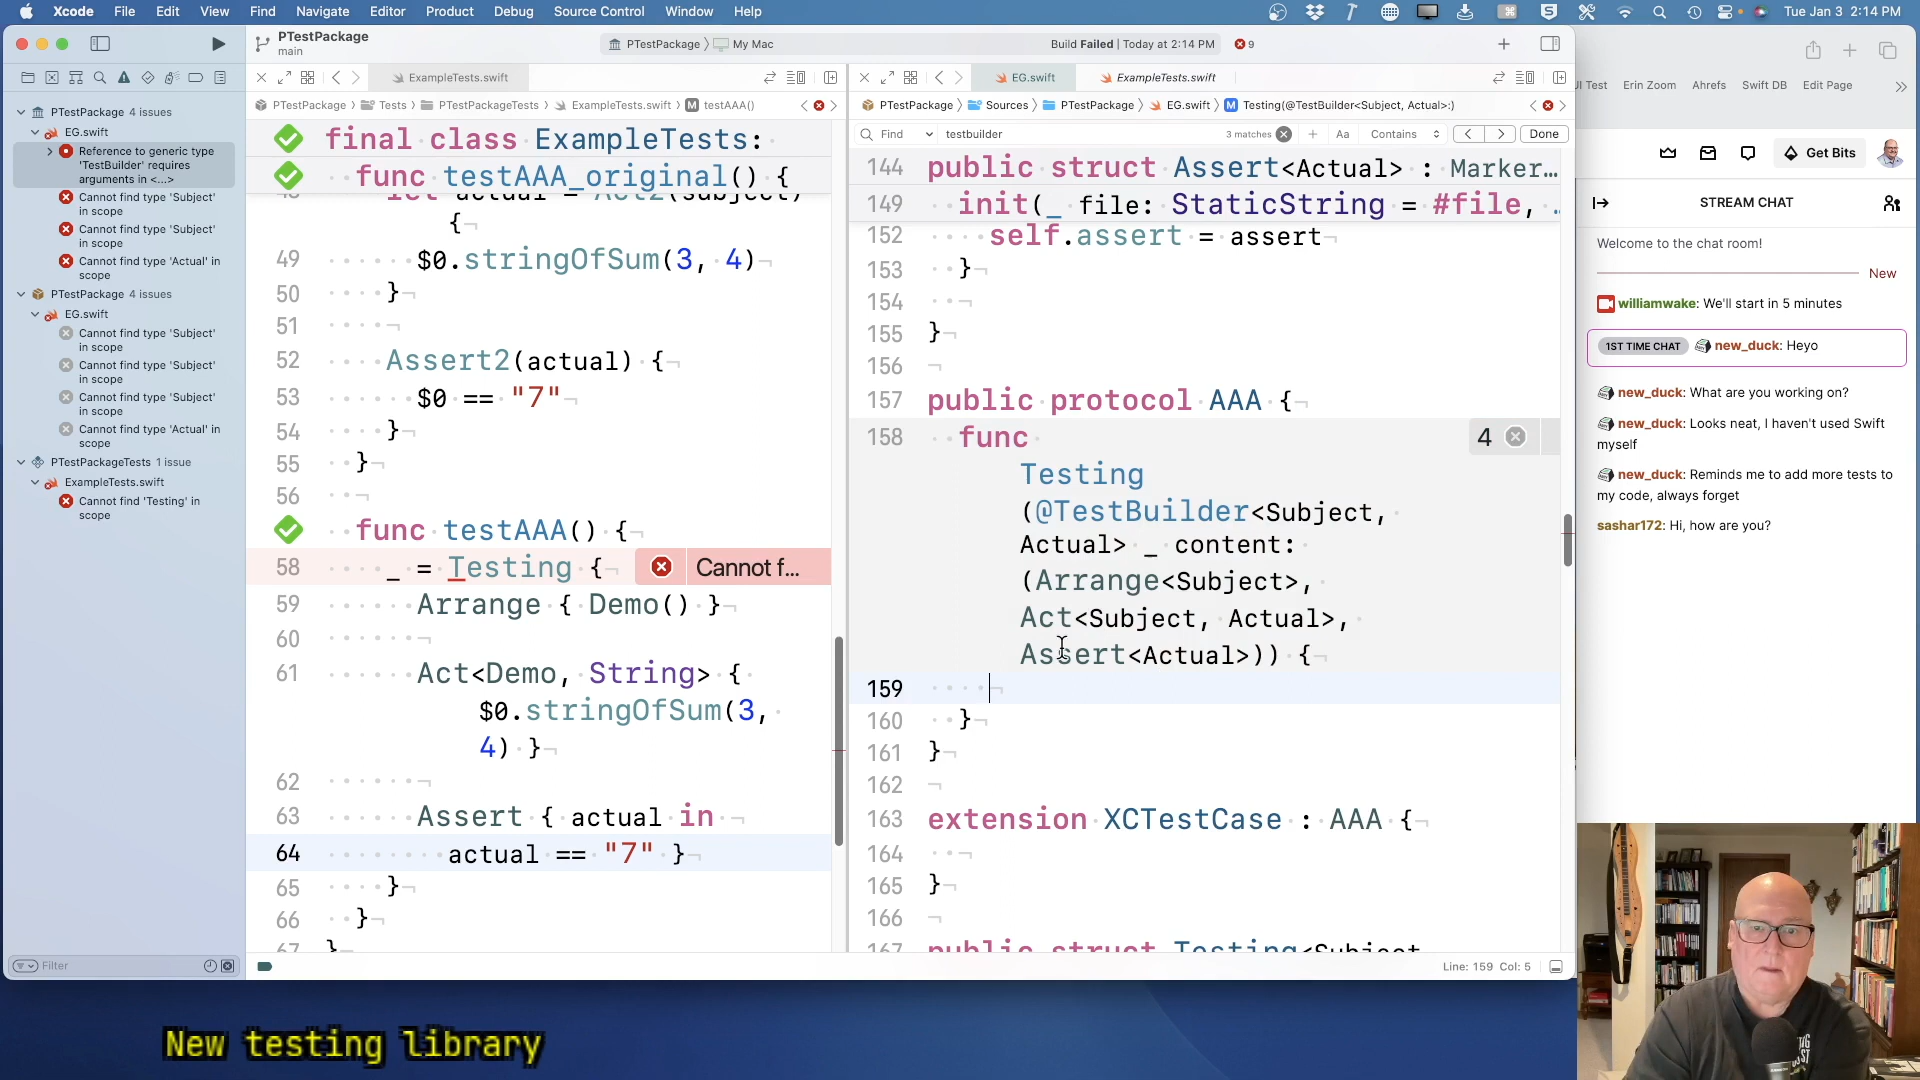 Xcode File Edit View Find Navigate Editor Product Debug Source Control Window Help
Tue Jan 3 2:14 PM
PTestPackage
main
PTestPackage My Mac
Build Failed | Today at 2:14 PM
9
ExampleTests.swift
EG.swift
ExampleTests.swift
PTestPackage 4 issues
EG.swift
Reference to generic type
'TestBuilder' requires
arguments in <...>
Cannot find type 'Subject'
in scope
Cannot find type 'Subject'
in scope
Cannot find type 'Actual' in
scope
PTestPackage 4 issues
EG.swift
Cannot find type 'Subject'
in scope
Cannot find type 'Subject'
in scope
Cannot find type 'Subject'
in scope
Cannot find type 'Actual' in
scope
PTestPackageTests 1 issue
ExampleTests.swift
Cannot find 'Testing' in
scope
Filter
PTestPackage Tests PTestPackageTests ExampleTests.swift M testAAA()
final class ExampleTests:
func testAAA_original() {
let actual = Act2(subject)
{
49 $0.stringOfSum(3, 4)
50 }
51
52 Assert2(actual) {
53 $0 == "7"
54 }
55 }
56
func testAAA() {
58 _ = Testing { Cannot f...
59 Arrange { Demo() }
60
61 Act<Demo, String> {
$0.stringOfSum(3,
4) }
62
63 Assert { actual in
64 actual == "7" }
65 }
66 }
67 }
PTestPackage Sources PTestPackage EG.swift M Testing(@TestBuilder<Subject, Actual>:)
Find testbuilder 3 matches Aa Contains Done
144 public struct Assert<Actual> : Marker...
149 init(_ file: StaticString = #file, ..
152 self.assert = assert
153 }
154
155 }
156
157 public protocol AAA {
158 func 4
Testing
(@TestBuilder<Subject,
Actual> _ content:
(Arrange<Subject>,
Act<Subject, Actual>,
Assert<Actual>)) {
159
160 }
161 }
162
163 extension XCTestCase : AAA {
164
165 }
166
167 public struct Testing<Subject
Line: 159 Col: 5
UI Test Erin Zoom Ahrefs Swift DB Edit Page
Get Bits
STREAM CHAT
Welcome to the chat room!
New
williamwake: We'll start in 5 minutes
1ST TIME CHAT new_duck: Heyo
new_duck: What are you working on?
new_duck: Looks neat, I haven't used Swift
myself
new_duck: Reminds me to add more tests to
my code, always forget
sashar172: Hi, how are you?
New testing library